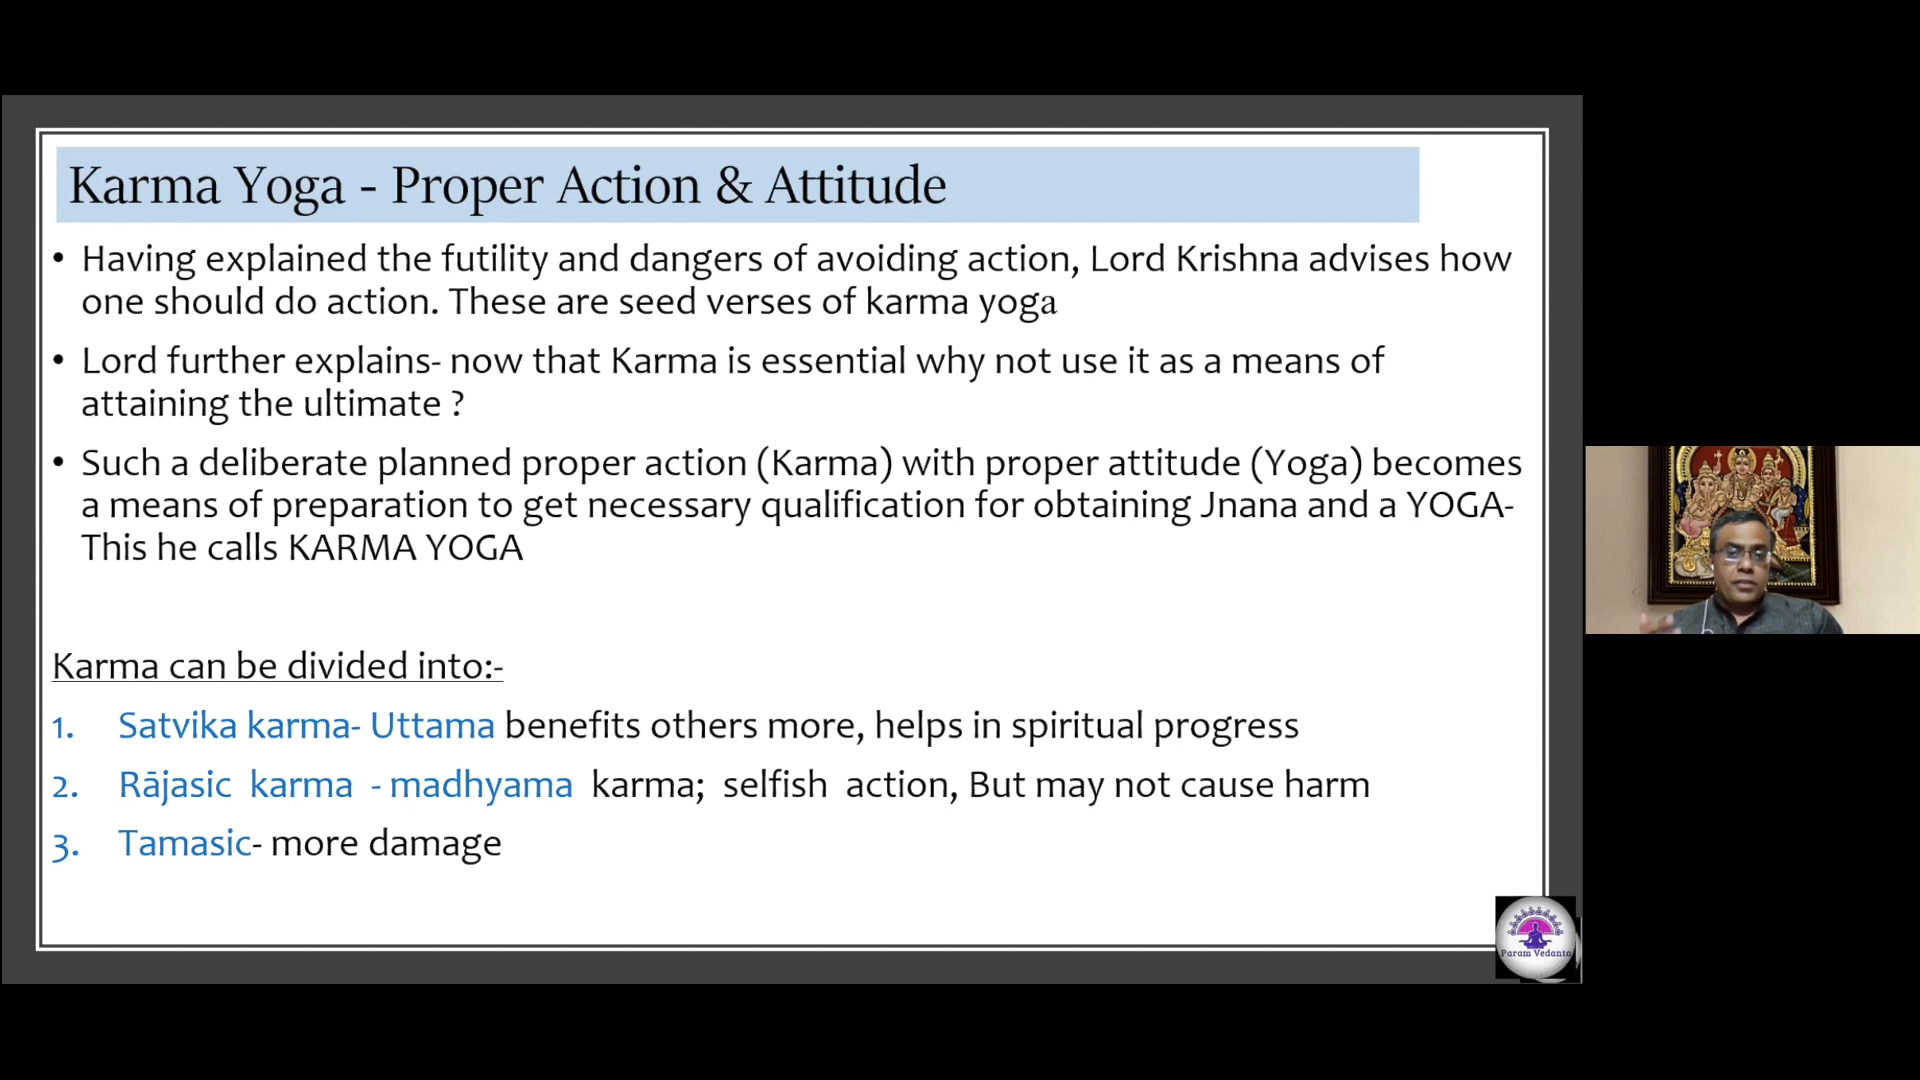 Karma Yoga - Proper Action & Attitude
• Having explained the futility and dangers of avoiding action, Lord Krishna advises how
one should do action. These are seed verses of karma yoga
• Lord further explains- now that Karma is essential why not use it as a means of
attaining the ultimate ?
• Such a deliberate planned proper action (Karma) with proper attitude (Yoga) becomes
a means of preparation to get necessary qualification for obtaining Jnana and a YOGA-
This he calls KARMA YOGA
Karma can be divided into:-
1. Satvika karma- Uttama benefits others more, helps in spiritual progress
2. Rājasic karma - madhyama karma; selfish action, But may not cause harm
3. Tamasic- more damage
Param Vedanta